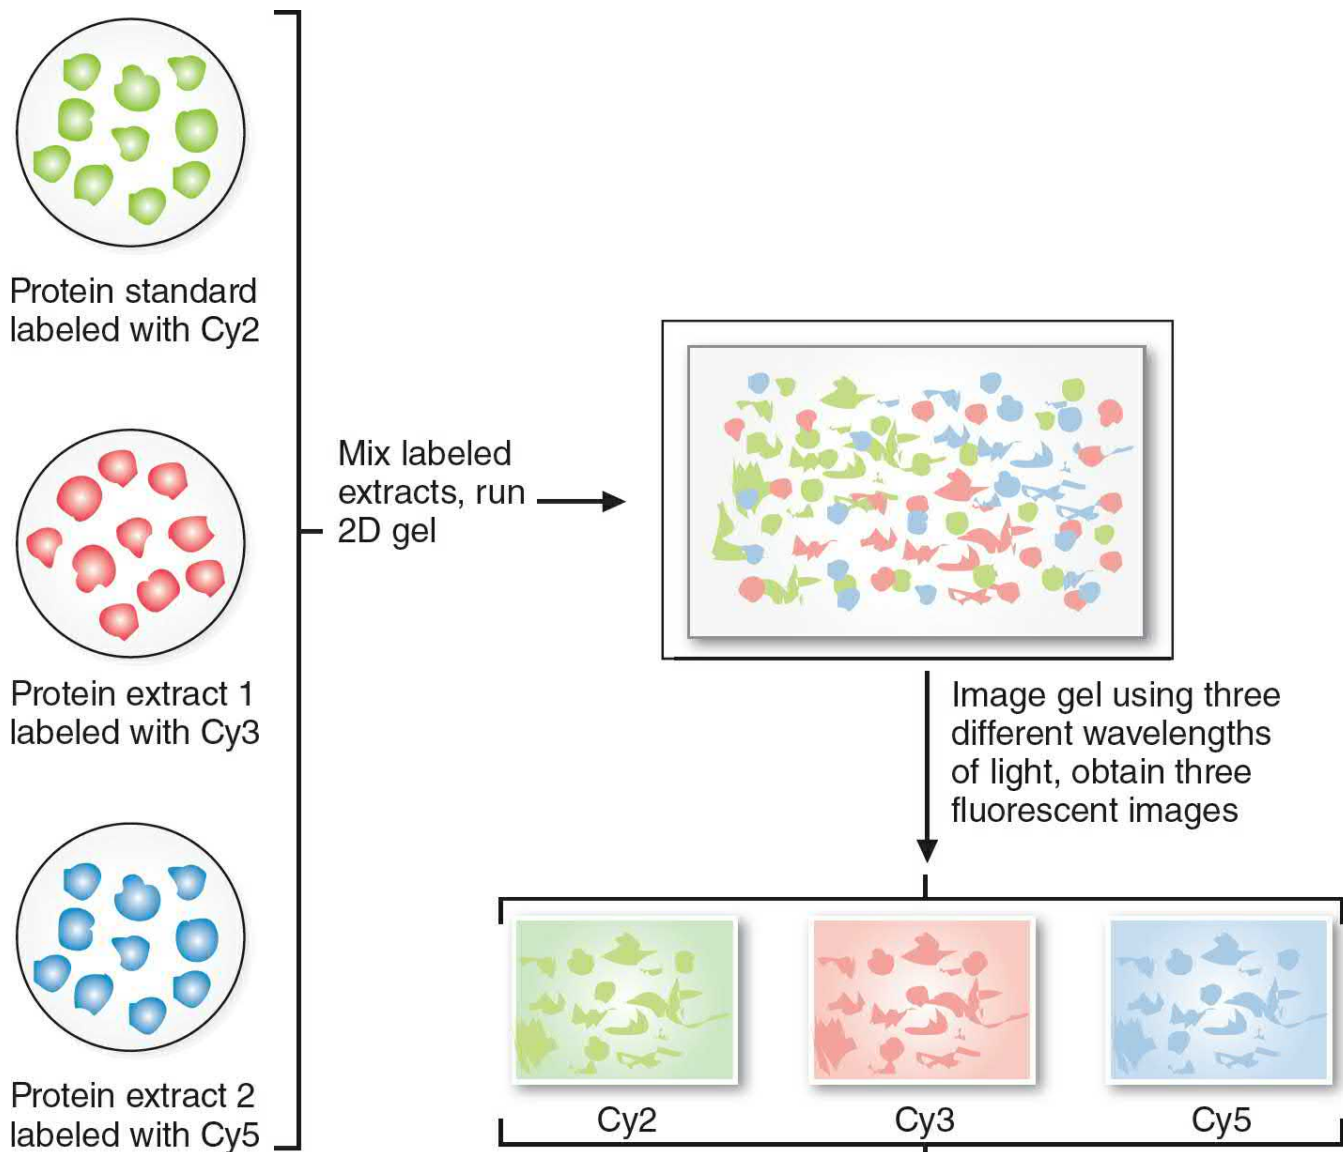 Protein standard
labeled with Cy2
Protein extract 1
labeled with Cy3
Protein extract 2
labeled with Cy5
Mix labeled
extracts, run
2D gel
Image gel using three
different wavelengths
of light, obtain three
fluorescent images
Cy2
Cy3
Cy5